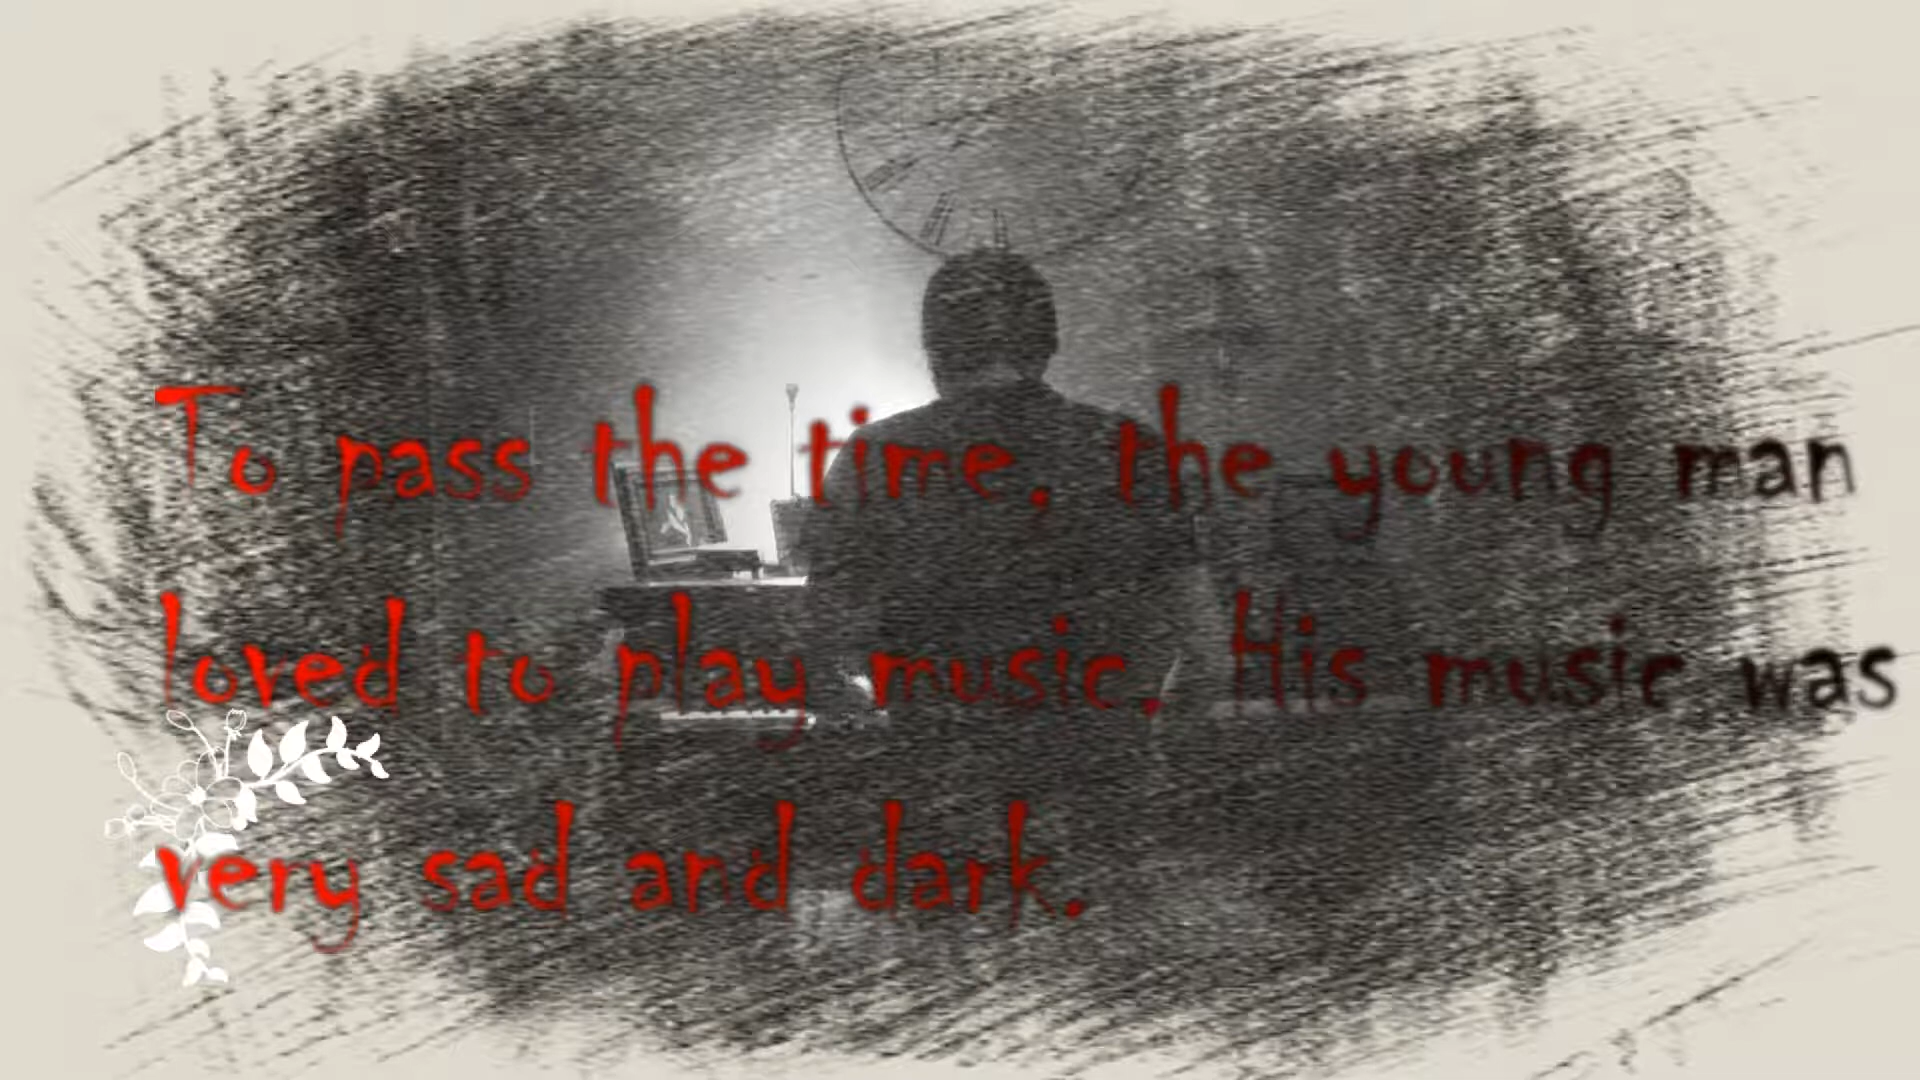 To pass the time, the young man
loved to play music. His music was
very sad and dark.